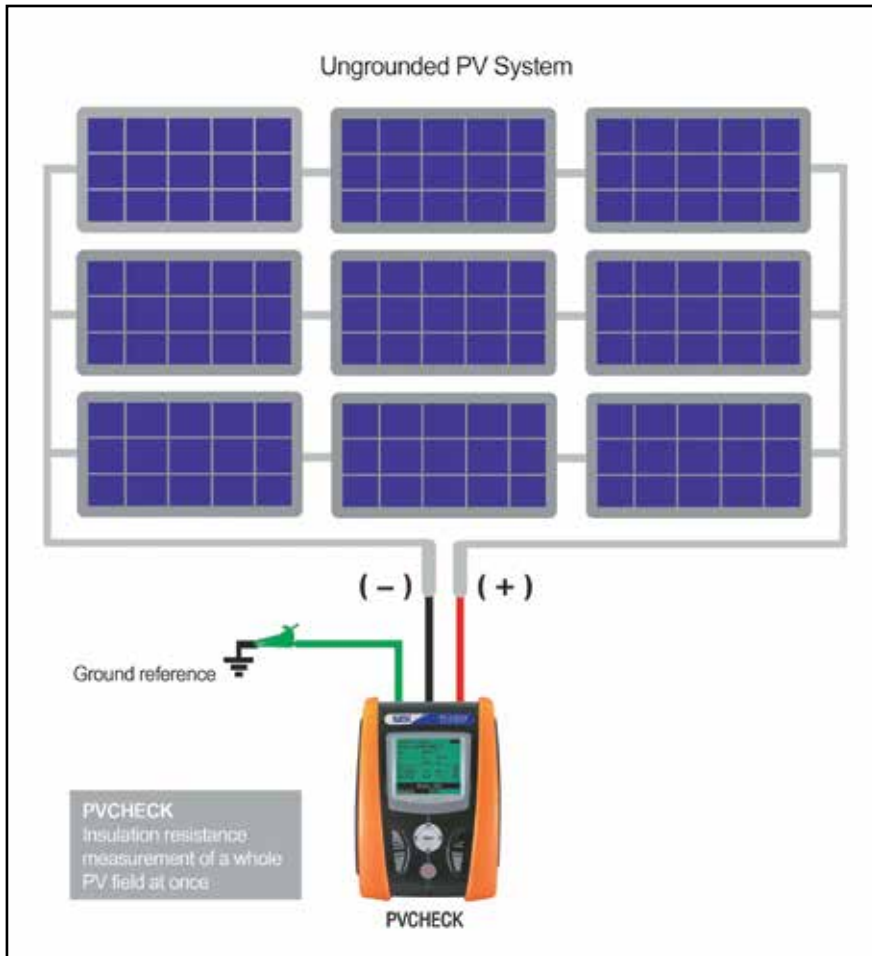 Ungrounded PV System
( − )
( + )
Ground reference
PVCHECK
Insulation resistance
measurement of a whole
PV field at once
PVCHECK